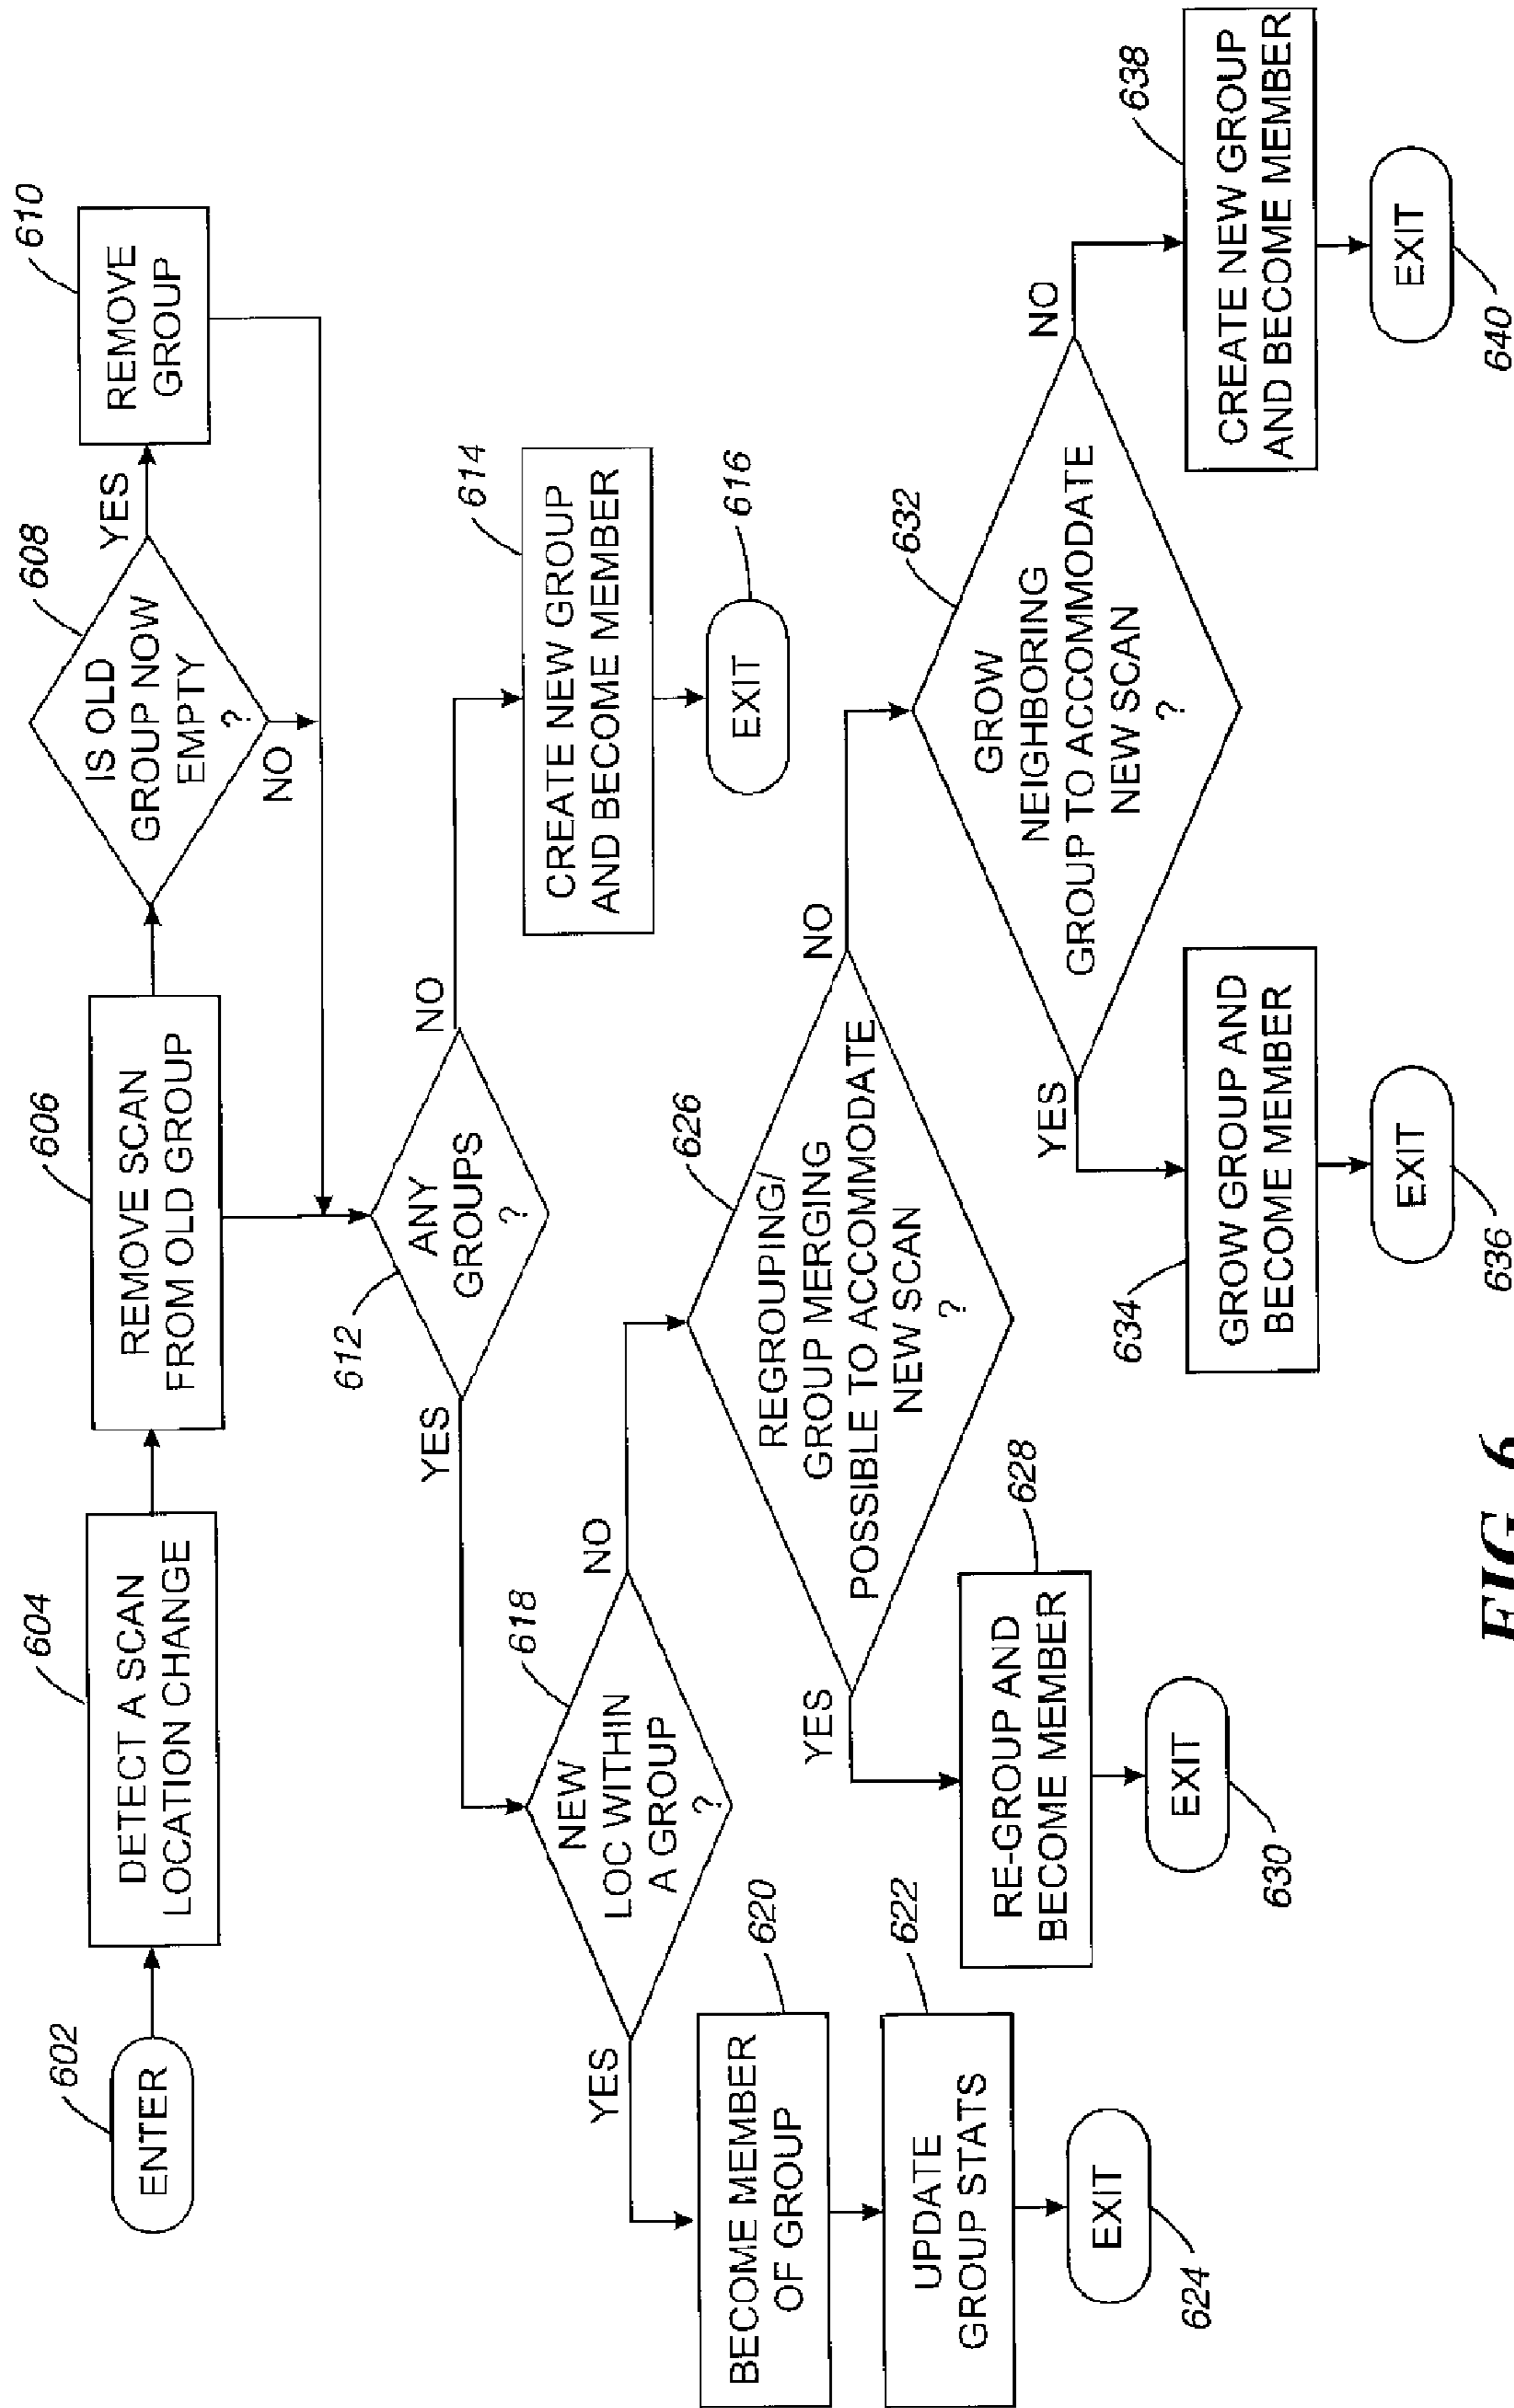 602
ENTER
604
DETECT A SCAN
LOCATION CHANGE
606
REMOVE SCAN
FROM OLD GROUP
608
IS OLD
GROUP NOW
EMPTY
?
YES
NO
610
REMOVE
GROUP
612
ANY
GROUPS
?
YES
NO
614
CREATE NEW GROUP
AND BECOME MEMBER
EXIT
616
618
NEW
LOC WITHIN
A GROUP
?
YES
NO
620
BECOME MEMBER
OF GROUP
622
UPDATE
GROUP STATS
EXIT
624
626
REGROUPING/
GROUP MERGING
POSSIBLE TO ACCOMMODATE
NEW SCAN
?
YES
NO
628
RE-GROUP AND
BECOME MEMBER
EXIT
630
632
GROW
NEIGHBORING
GROUP TO ACCOMMODATE
NEW SCAN
?
YES
NO
634
GROW GROUP AND
BECOME MEMBER
EXIT
636
638
CREATE NEW GROUP
AND BECOME MEMBER
EXIT
640
FIG. 6